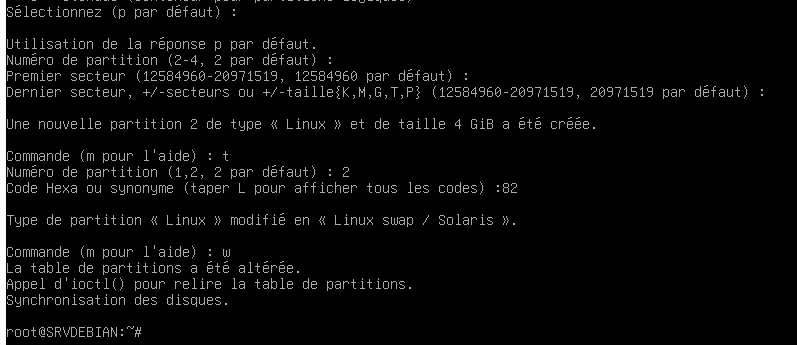 Sélectionnez (p par défaut) :
Utilisation de la réponse p par défaut.
Numéro de partition (2-4, 2 par défaut) :
Premier secteur (12584960-20971519, 12584960 par défaut) :
Dernier secteur, +/-secteurs ou +/-taille{K,M,G,T,P} (12584960-20971519, 20971519 par défaut) :
Une nouvelle partition 2 de type « Linux » et de taille 4 GiB a été créée.
Commande (m pour l'aide) : t
Numéro de partition (1,2, 2 par défaut) : 2
Code Hexa ou synonyme (taper L pour afficher tous les codes) :82
Type de partition « Linux » modifié en « Linux swap / Solaris ».
Commande (m pour l'aide) : w
La table de partitions a été altérée.
Appel d'ioctl() pour relire la table de partitions.
Synchronisation des disques.
root@SRVDEBIAN:~#